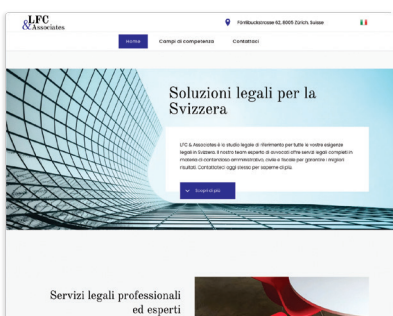 LFC
& Associates
Förrlibuckstrasse 62, 8005 Zürich, Suisse
Home
Campi di competenza
Contattaci
Soluzioni legali per la
Svizzera
LFC & Associates è lo studio legale di riferimento per tutte le vostre esigenze
legali in Svizzera. Il nostro team esperto di avvocati offre servizi legali completi in
materia di contenzioso amministrativo, civile e fiscale per garantire i migliori
risultati. Contattateci oggi stesso per saperne di più.
Scopri di più
Servizi legali professionali
ed esperti